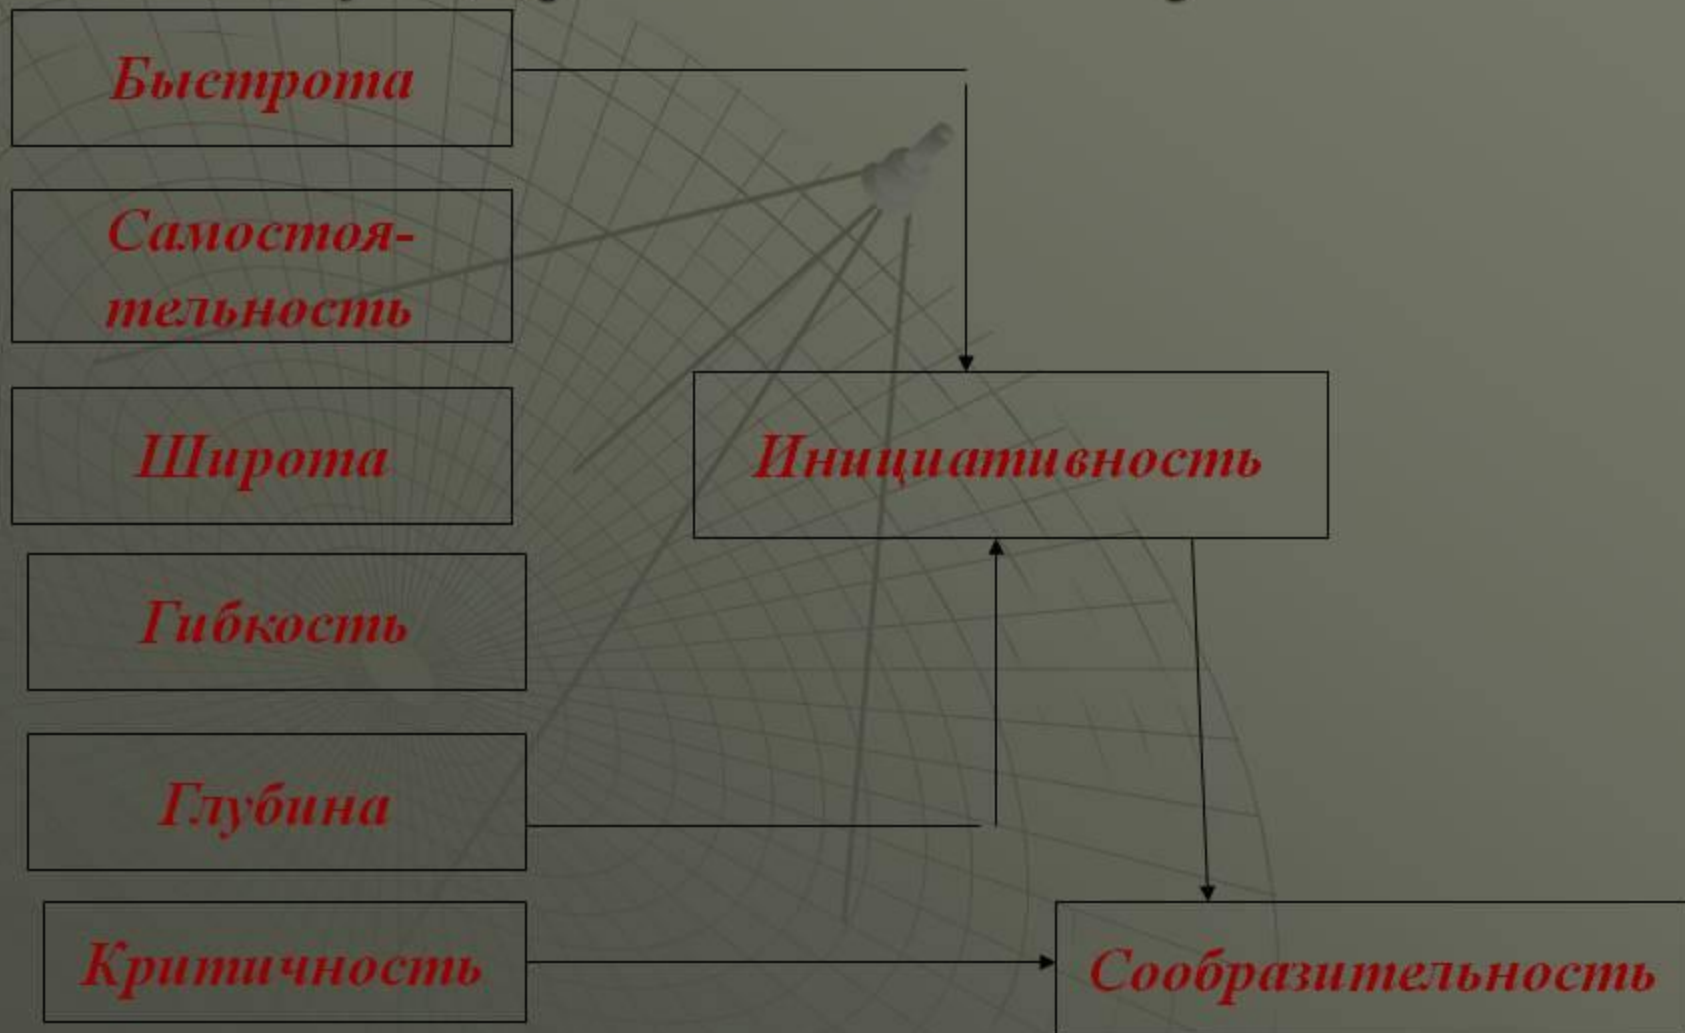 Быстрота
Самостоя-
тельность
Широта
Инициативность
Гибкость
Глубина
Критичность
Сообразительность